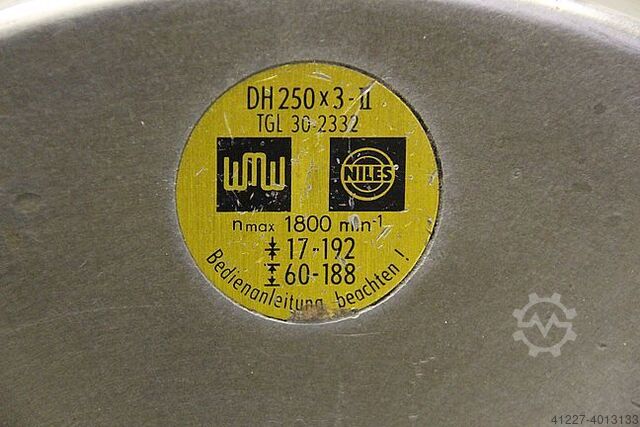 DH 250 x 3 - II
TGL 30-2332
WMW NILES
nmax 1800 min-1
17-192
60-188
Bedienanleitung beachten !
41227-4013133